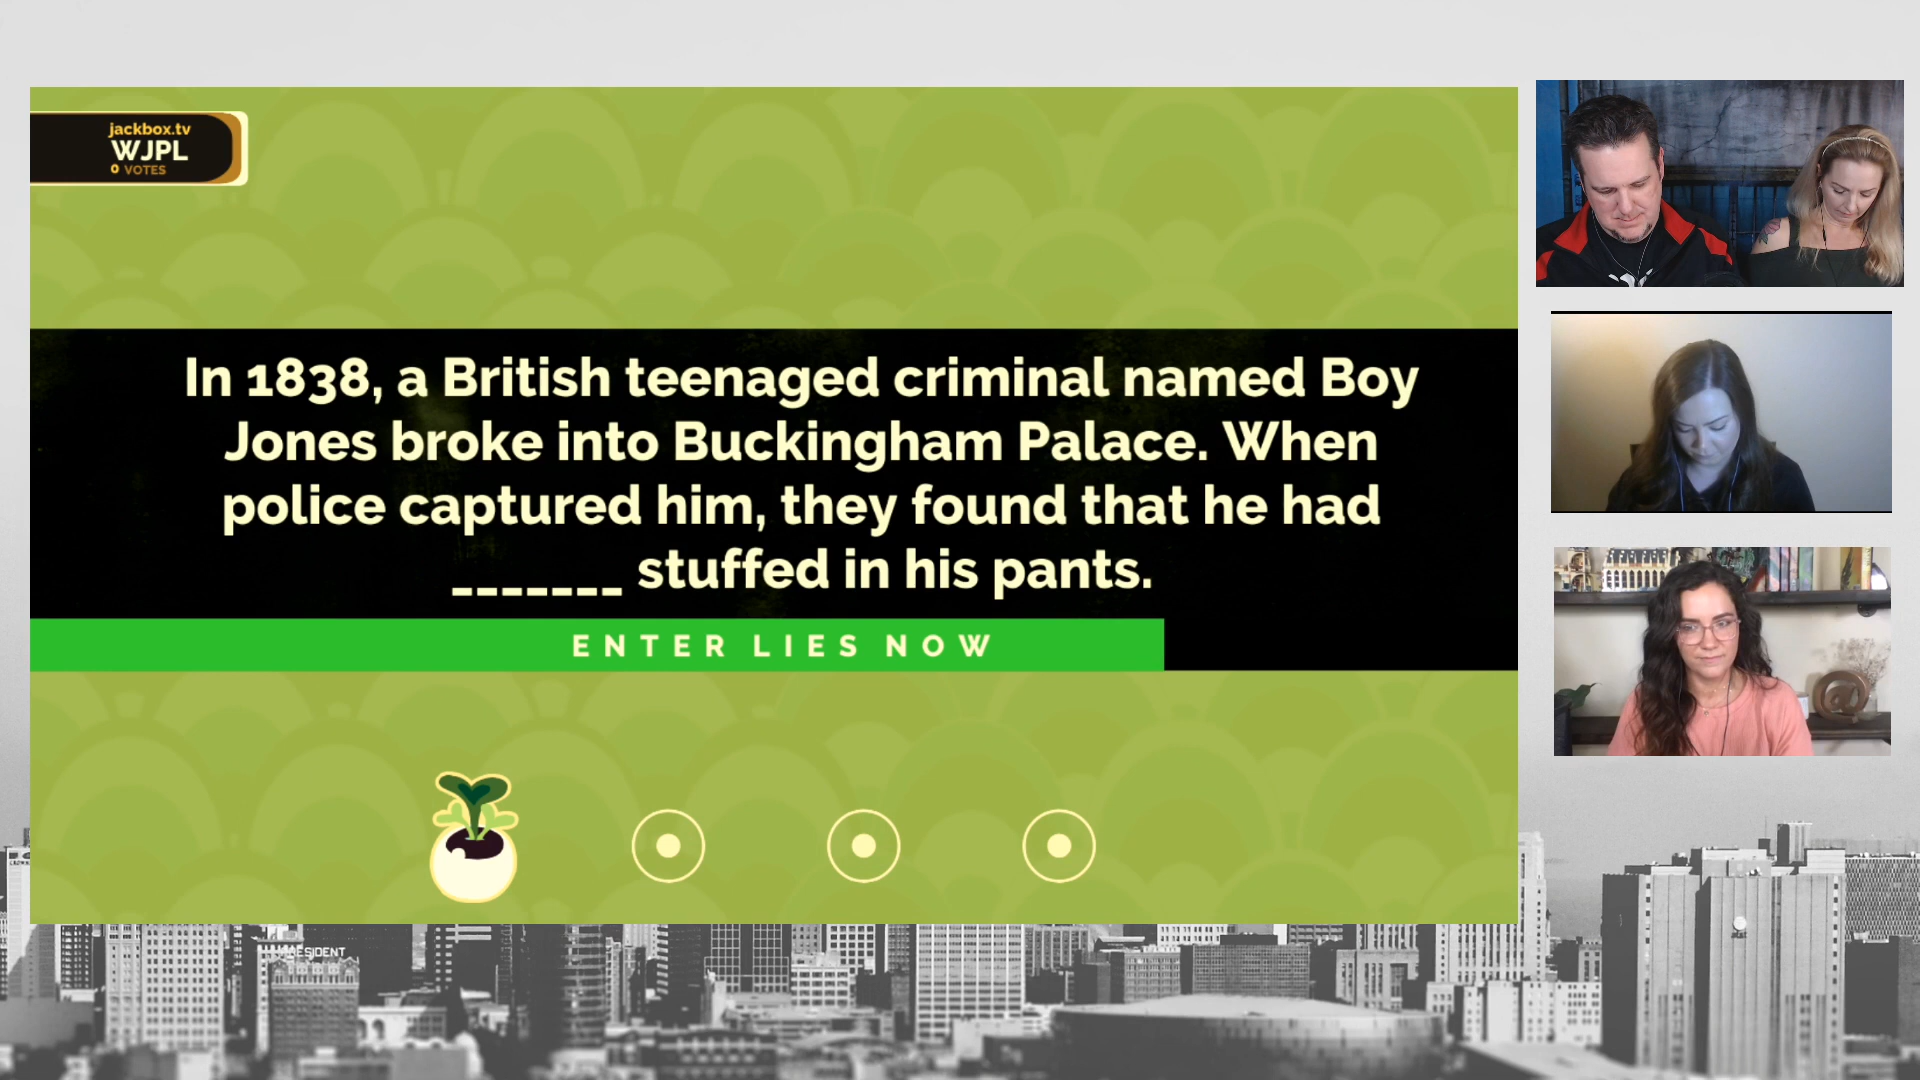 jackbox.tv
WJPL
0 VOTES
In 1838, a British teenaged criminal named Boy
Jones broke into Buckingham Palace. When
police captured him, they found that he had
_______ stuffed in his pants.
ENTER LIES NOW